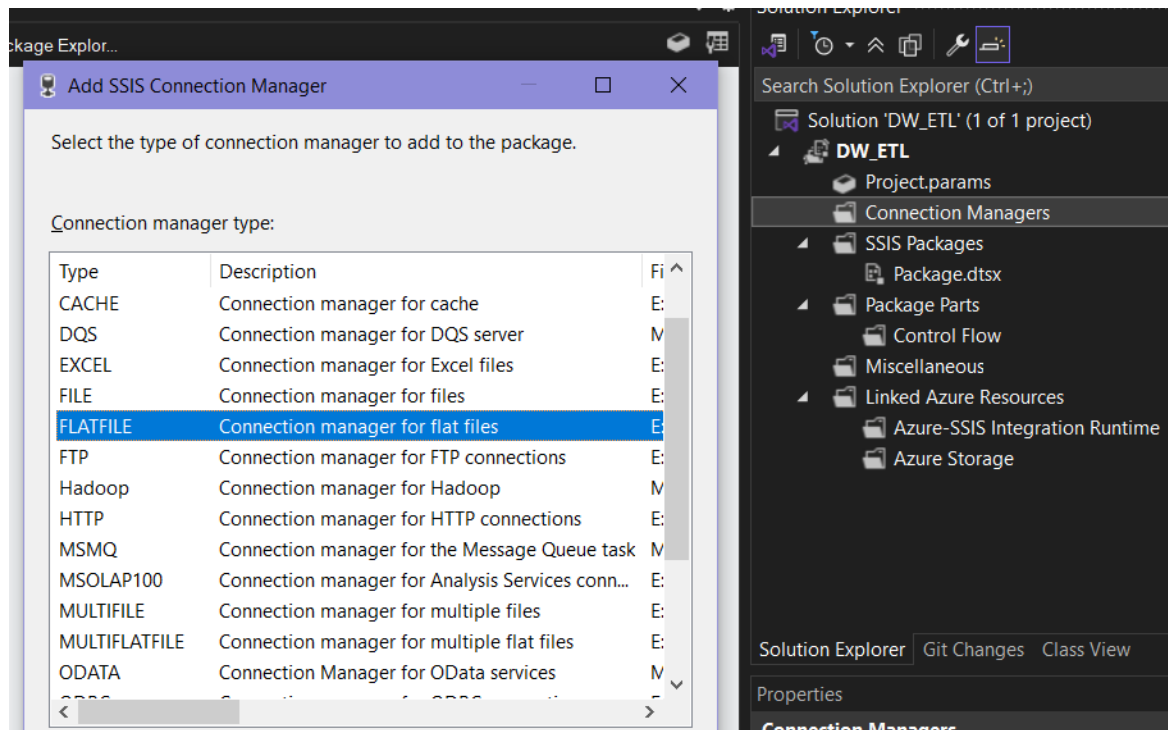 Solution Explorer
ckage Explor...
Add SSIS Connection Manager
Select the type of connection manager to add to the package.
Connection manager type:
Type Description Fi
CACHE Connection manager for cache E:
DQS Connection manager for DQS server M
EXCEL Connection manager for Excel files E:
FILE Connection manager for files E:
FLATFILE Connection manager for flat files E:
FTP Connection manager for FTP connections E:
Hadoop Connection manager for Hadoop M
HTTP Connection manager for HTTP connections E:
MSMQ Connection manager for the Message Queue task M
MSOLAP100 Connection manager for Analysis Services conn... E:
MULTIFILE Connection manager for multiple files E:
MULTIFLATFILE Connection manager for multiple flat files E:
ODATA Connection Manager for OData services M
Search Solution Explorer (Ctrl+;)
Solution 'DW_ETL' (1 of 1 project)
DW_ETL
Project.params
Connection Managers
SSIS Packages
Package.dtsx
Package Parts
Control Flow
Miscellaneous
Linked Azure Resources
Azure-SSIS Integration Runtime
Azure Storage
Solution Explorer Git Changes Class View
Properties
Connection Managers